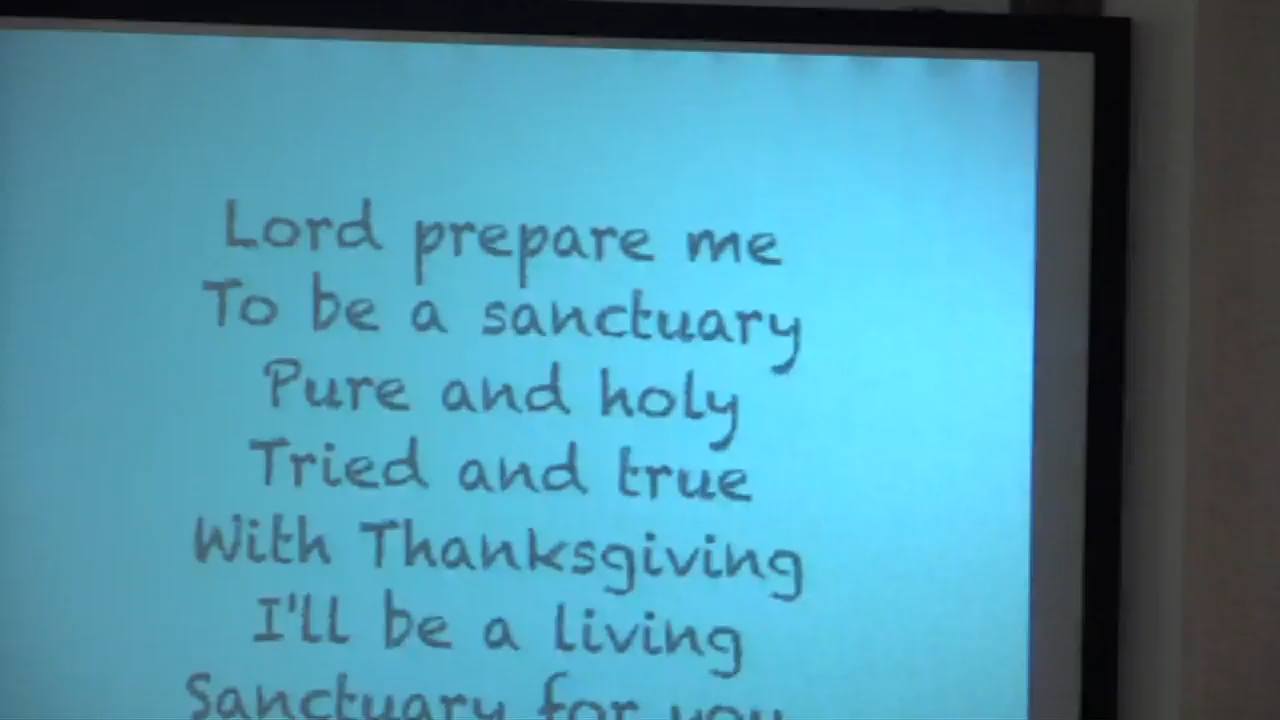 Lord prepare me
To be a sanctuary
Pure and holy
Tried and true
With Thanksgiving
I'll be a living
Sanctuary for you